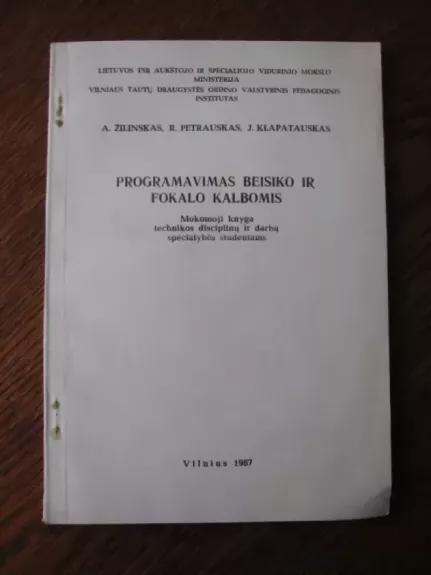 LIETUVOS TSR AUKŠTOJO IR SPECIALIOJO VIDURINIO MOKSLO
MINISTERIJA
VILNIAUS TAUTŲ DRAUGYSTĖS ORDINO VALSTYBINIS PEDAGOGINIS
INSTITUTAS
A. ŽILINSKAS, R. PETRAUSKAS, J. KLAPATAUSKAS
PROGRAMAVIMAS BEISIKO IR
FOKALO KALBOMIS
Mokomoji knyga
technikos disciplinų ir darbų
specialybės studentams
Vilnius 1987